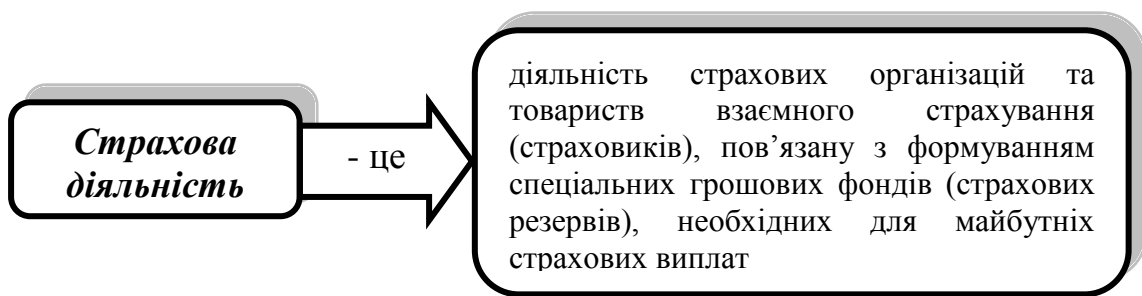 Страхова
діяльність
- це
діяльність страхових організацій та
товариств взаємного страхування
(страховиків), пов’язану з формуванням
спеціальних грошових фондів (страхових
резервів), необхідних для майбутніх
страхових виплат